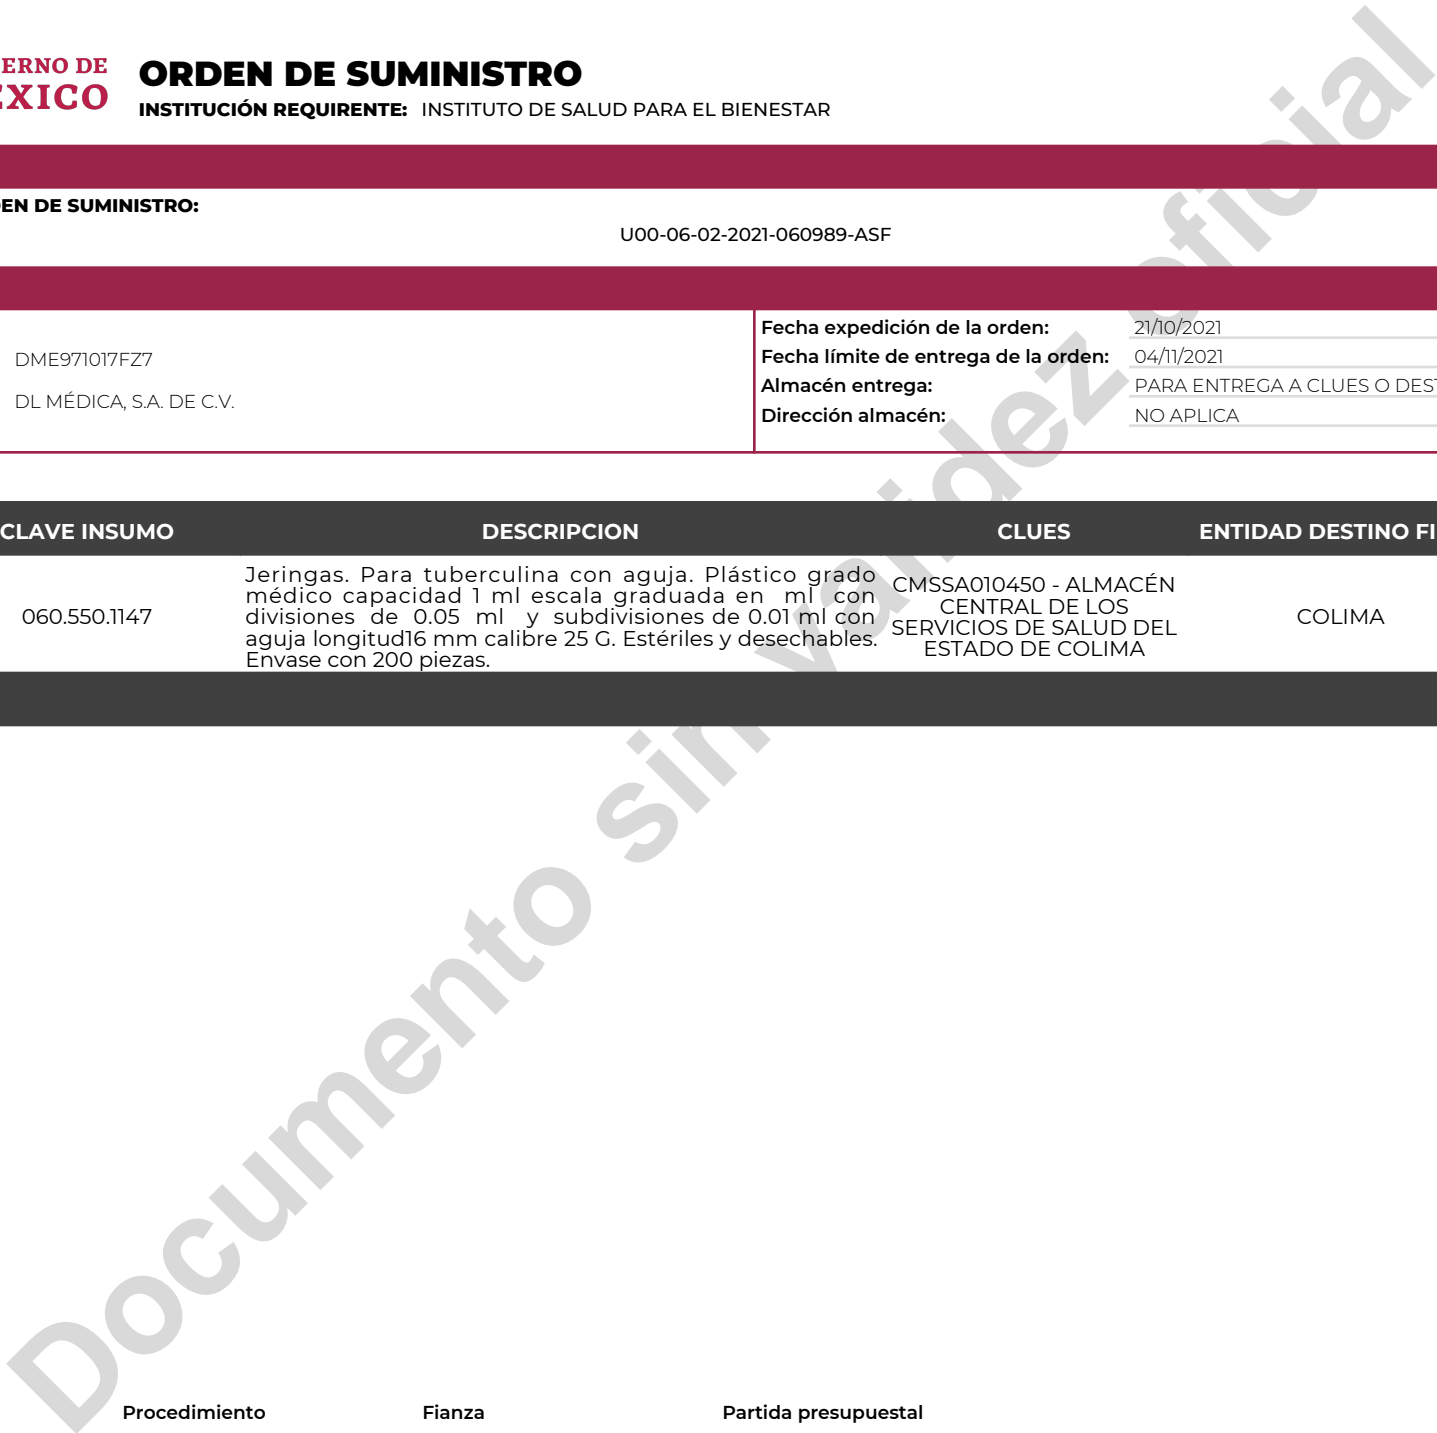 ERNO DE
EXICO
ORDEN DE SUMINISTRO
INSTITUCIÓN REQUIRENTE: INSTITUTO DE SALUD PARA EL BIENESTAR
EN DE SUMINISTRO:
U00-06-02-2021-060989-ASF
DME971017FZ7
DL MÉDICA, S.A. DE C.V.
Fecha expedición de la orden: 21/10/2021
Fecha límite de entrega de la orden: 04/11/2021
Almacén entrega: PARA ENTREGA A CLUES O DEST
Dirección almacén: NO APLICA
CLAVE INSUMO DESCRIPCION CLUES ENTIDAD DESTINO FI
060.550.1147
Jeringas. Para tuberculina con aguja. Plástico grado
médico capacidad 1 ml escala graduada en ml con
divisiones de 0.05 ml y subdivisiones de 0.01 ml con
aguja longitud16 mm calibre 25 G. Estériles y desechables.
Envase con 200 piezas.
CMSSA010450 - ALMACÉN
CENTRAL DE LOS
SERVICIOS DE SALUD DEL
ESTADO DE COLIMA
COLIMA
Documento sin validez oficial
Procedimiento Fianza Partida presupuestal